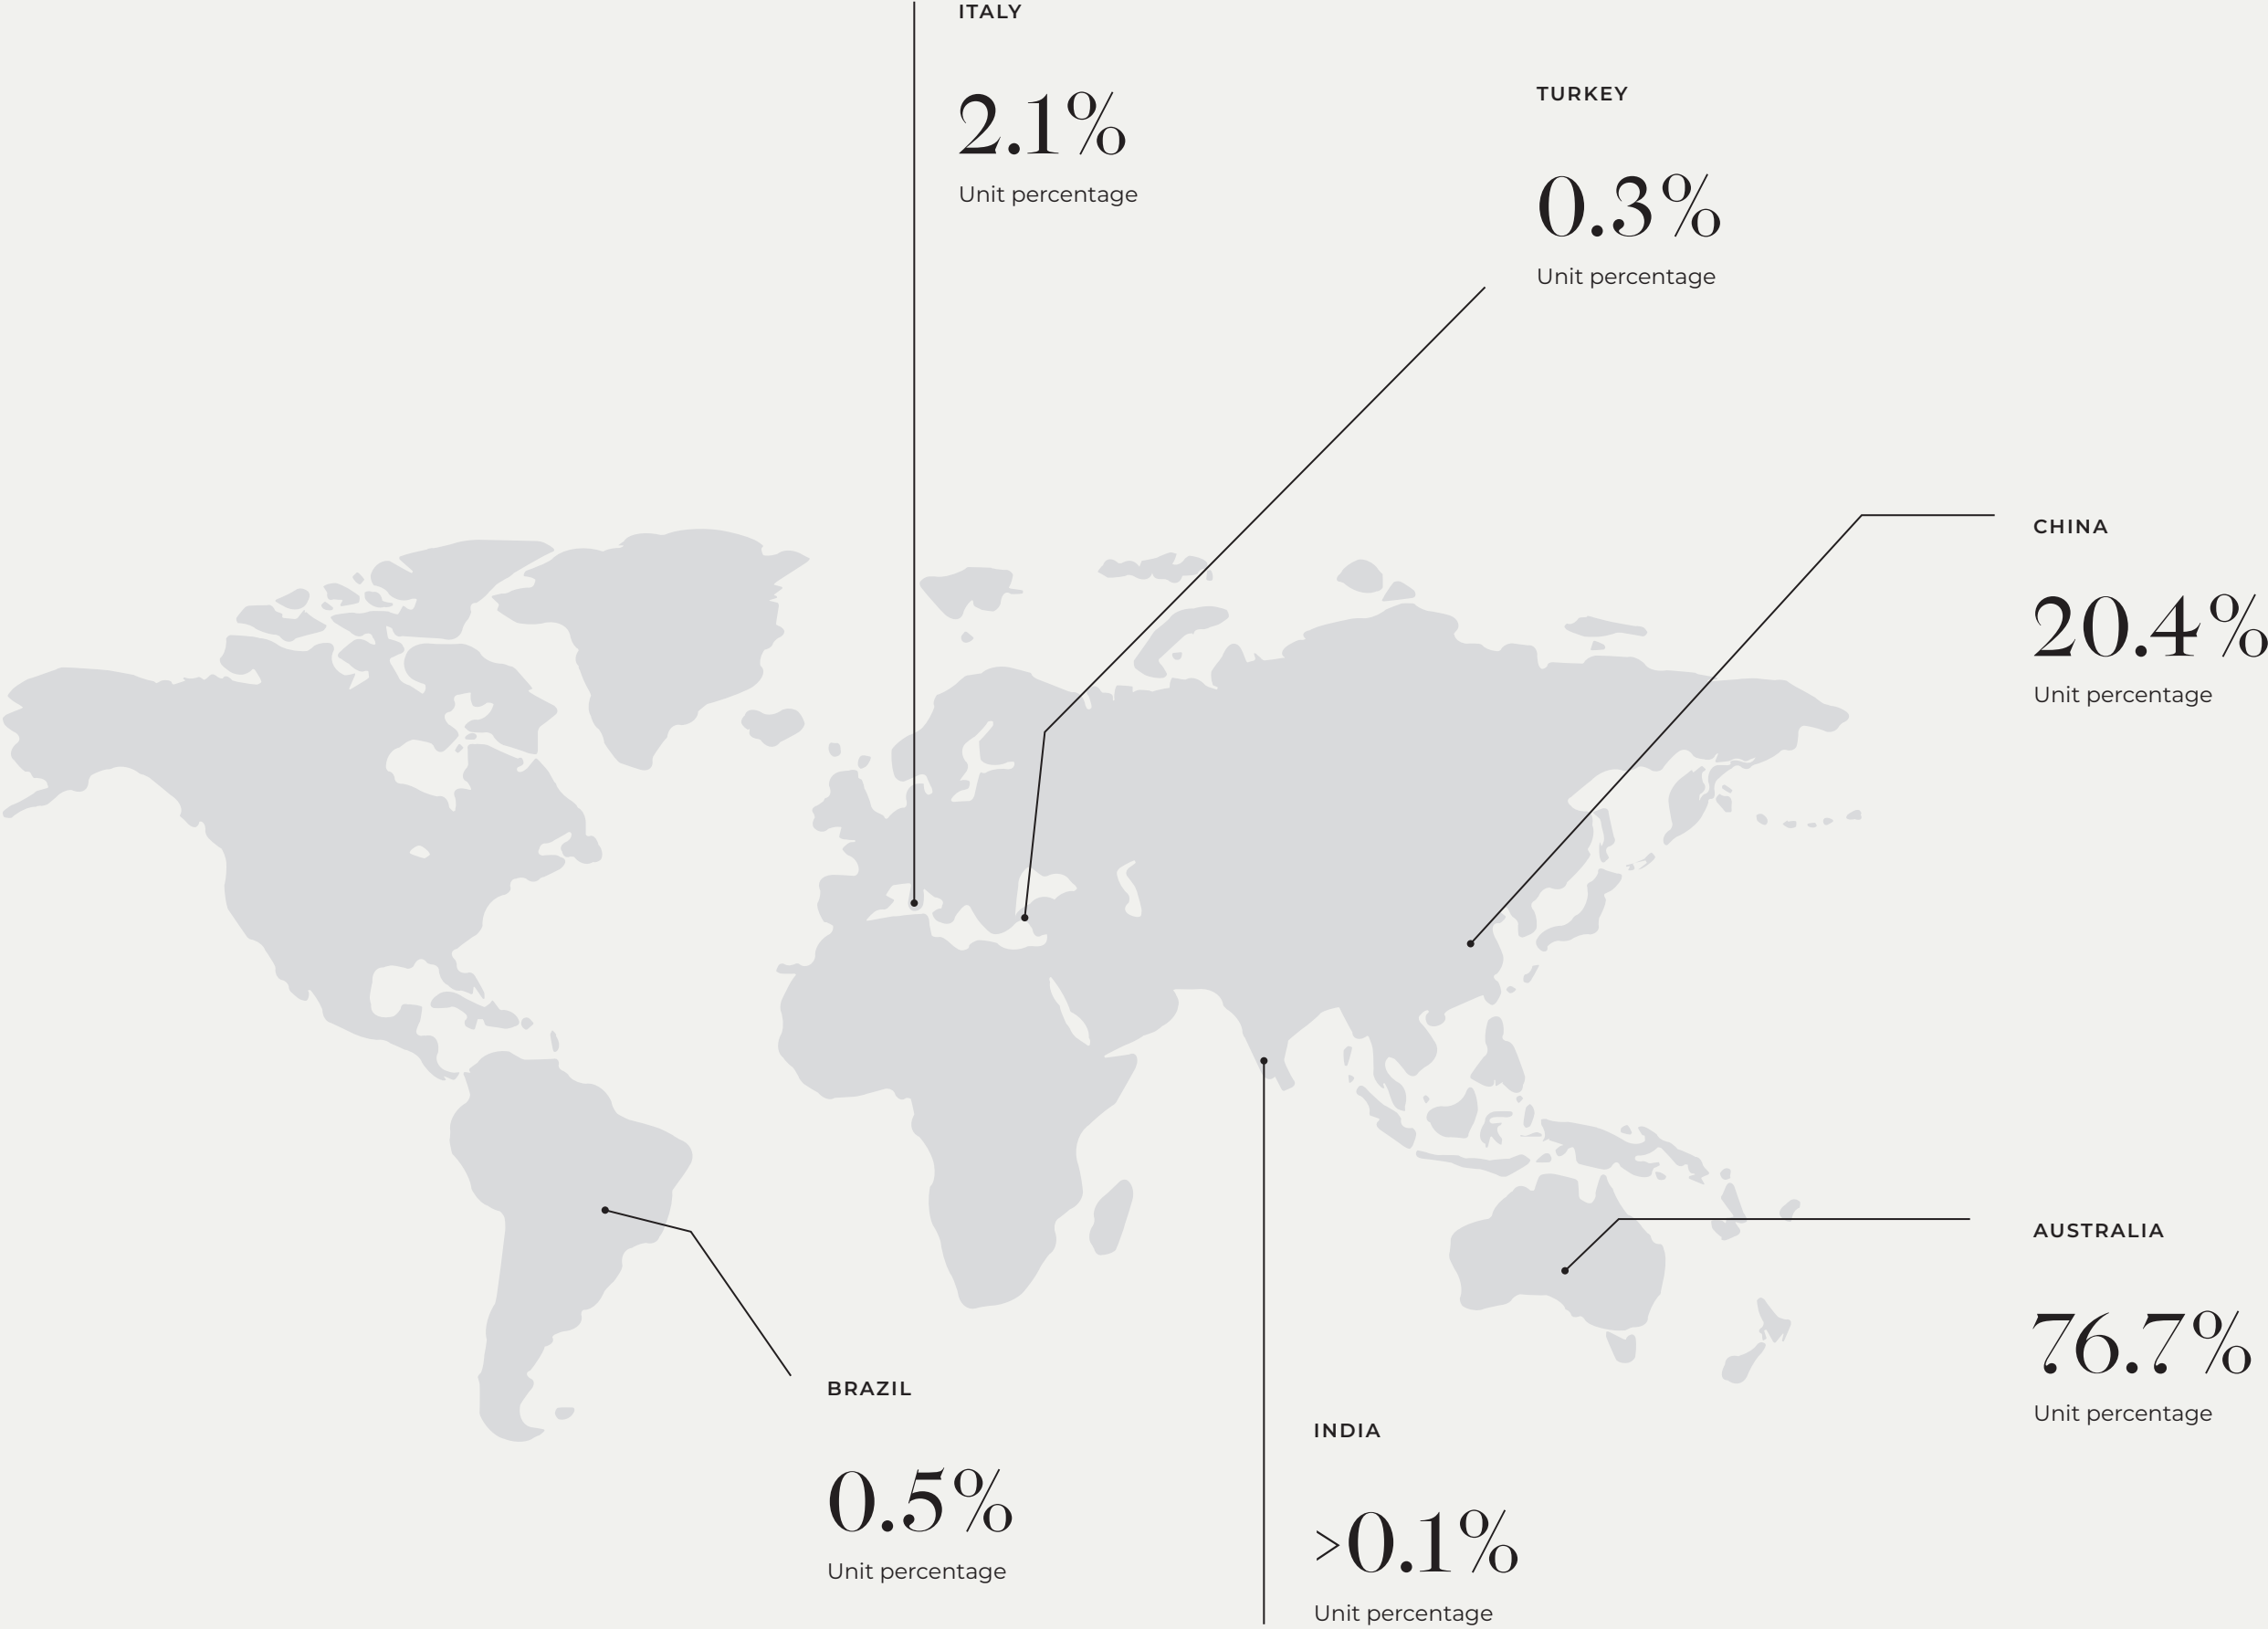 ITALY
2.1%
Unit percentage
TURKEY
0.3%
Unit percentage
CHINA
20.4%
Unit percentage
AUSTRALIA
76.7%
Unit percentage
BRAZIL
0.5%
Unit percentage
INDIA
>0.1%
Unit percentage